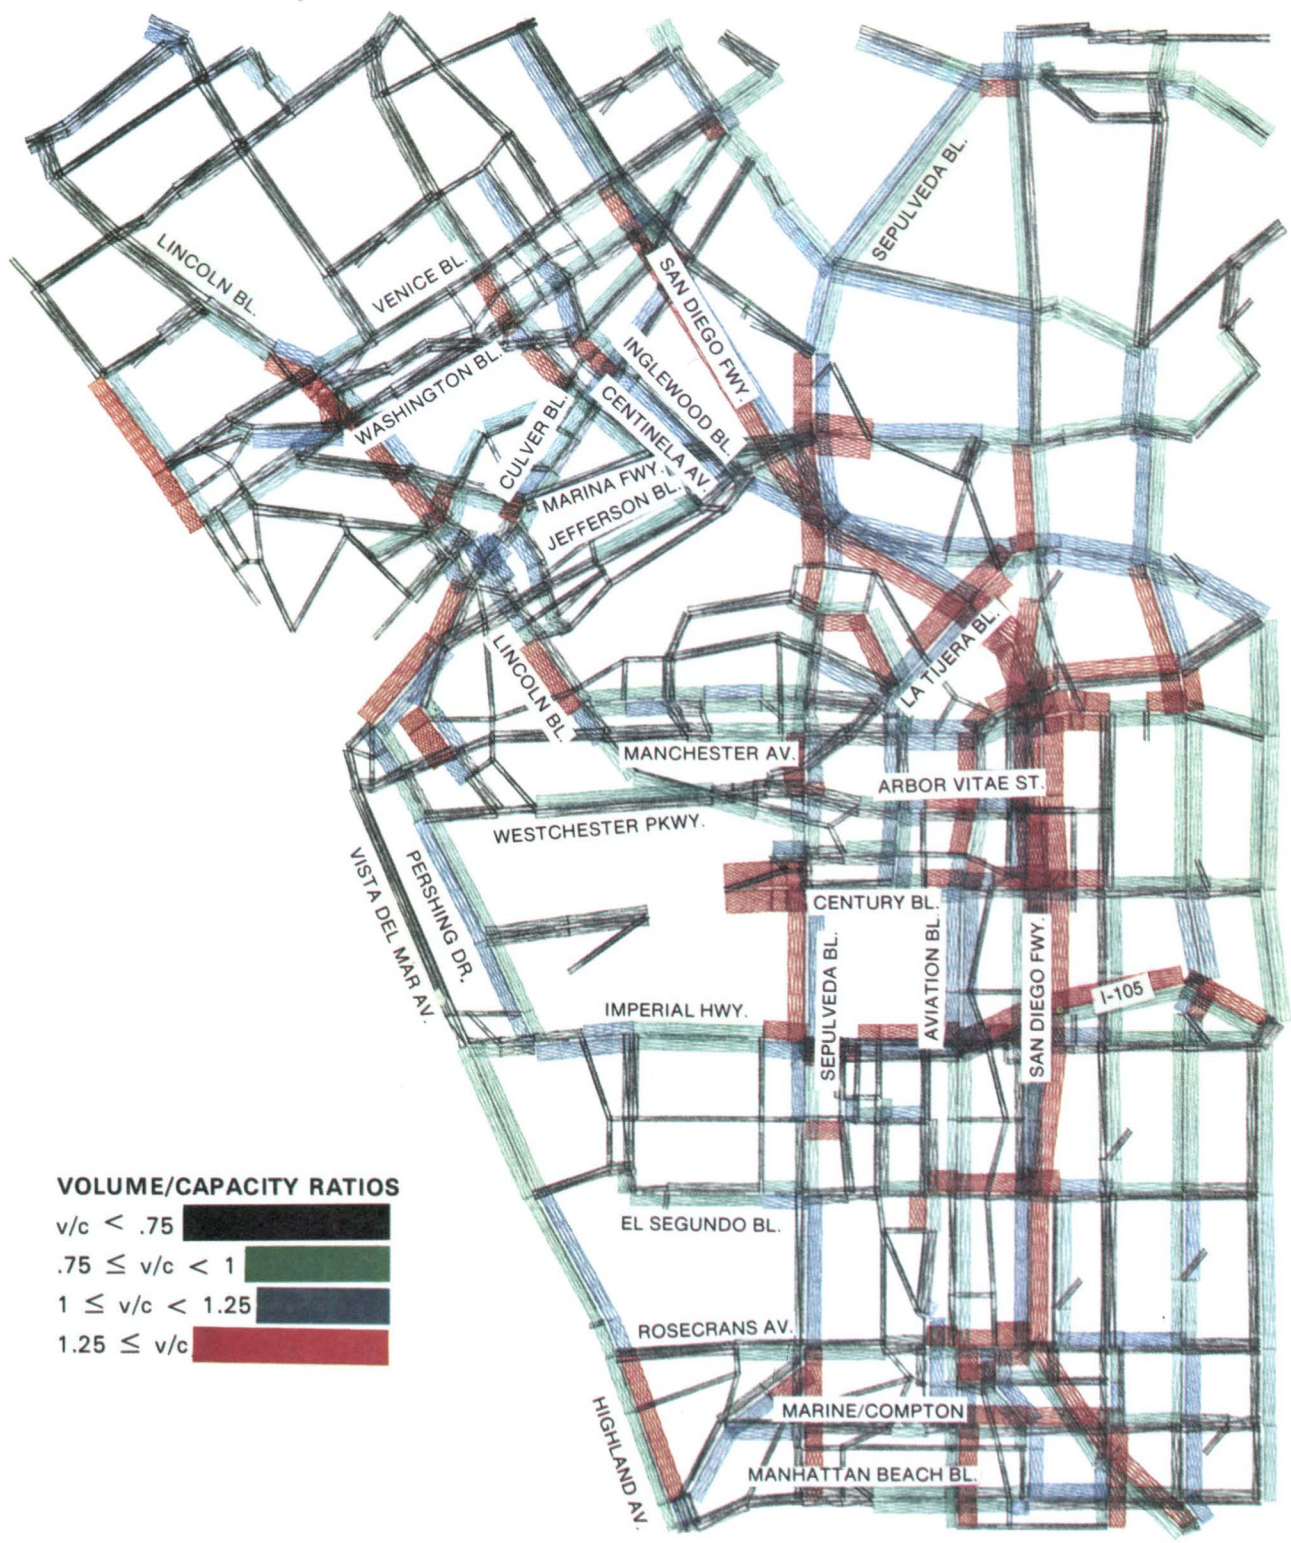 SEPULVEDA BL.
LINCOLN BL.
VENICE BL.
SAN DIEGO FWY.
INGLEWOOD BL.
WASHINGTON BL.
CENTINELA AV.
CULVER BL.
MARINA FWY.
JEFFERSON BL.
LA TIJERA BL.
LINCOLN BL.
MANCHESTER AV.
ARBOR VITAE ST.
WESTCHESTER PKWY.
VISTA DEL MAR AV.
PERSHING DR.
CENTURY BL.
SEPULVEDA BL.
AVIATION BL.
SAN DIEGO FWY.
I-105
IMPERIAL HWY.
VOLUME/CAPACITY RATIOS
v/c < .75
.75 ≤ v/c < 1
1 ≤ v/c < 1.25
1.25 ≤ v/c
EL SEGUNDO BL.
ROSECRANS AV.
HIGHLAND AV.
MARINE/COMPTON
MANHATTAN BEACH BL.